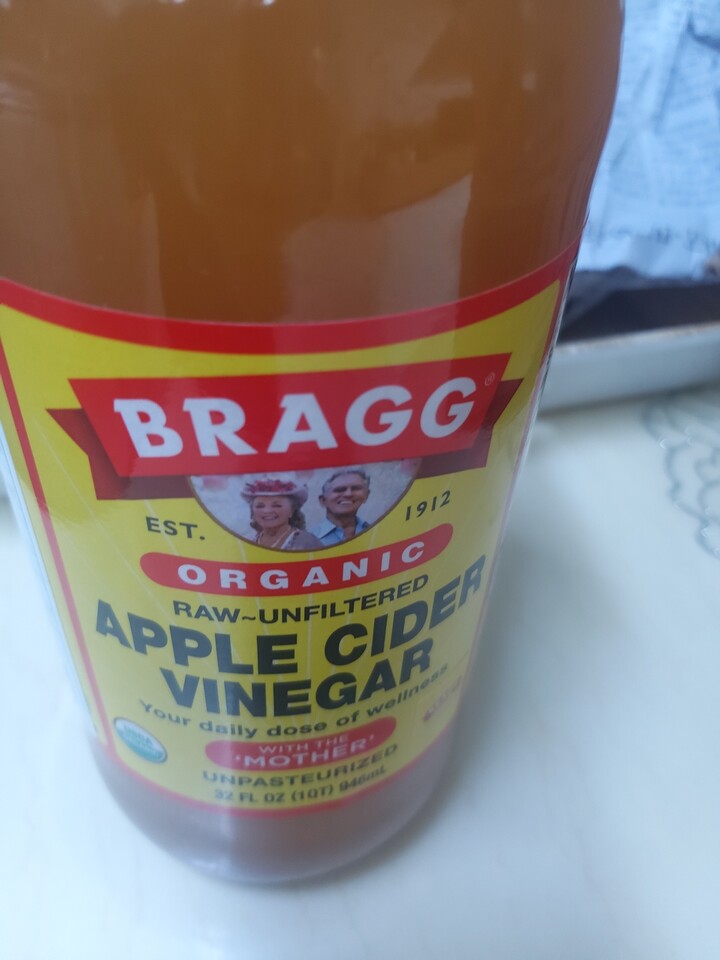 BRAGG®
EST. 1912
ORGANIC
RAW~UNFILTERED
APPLE CIDER
VINEGAR
Your daily dose of wellness
USDA
WITH THE
'MOTHER'
UNPASTEURIZED
32 FL OZ (1QT) 946mL